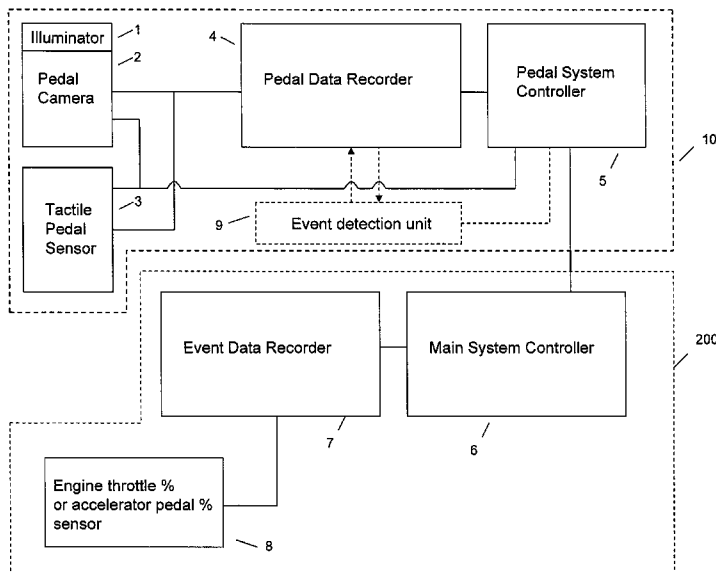 Illuminator
1
2
Pedal
Camera
4
Pedal Data Recorder
Pedal System
Controller
10
5
Tactile
Pedal
Sensor
3
9
Event detection unit
200
Event Data Recorder
Main System Controller
7
6
Engine throttle %
or accelerator pedal %
sensor
8